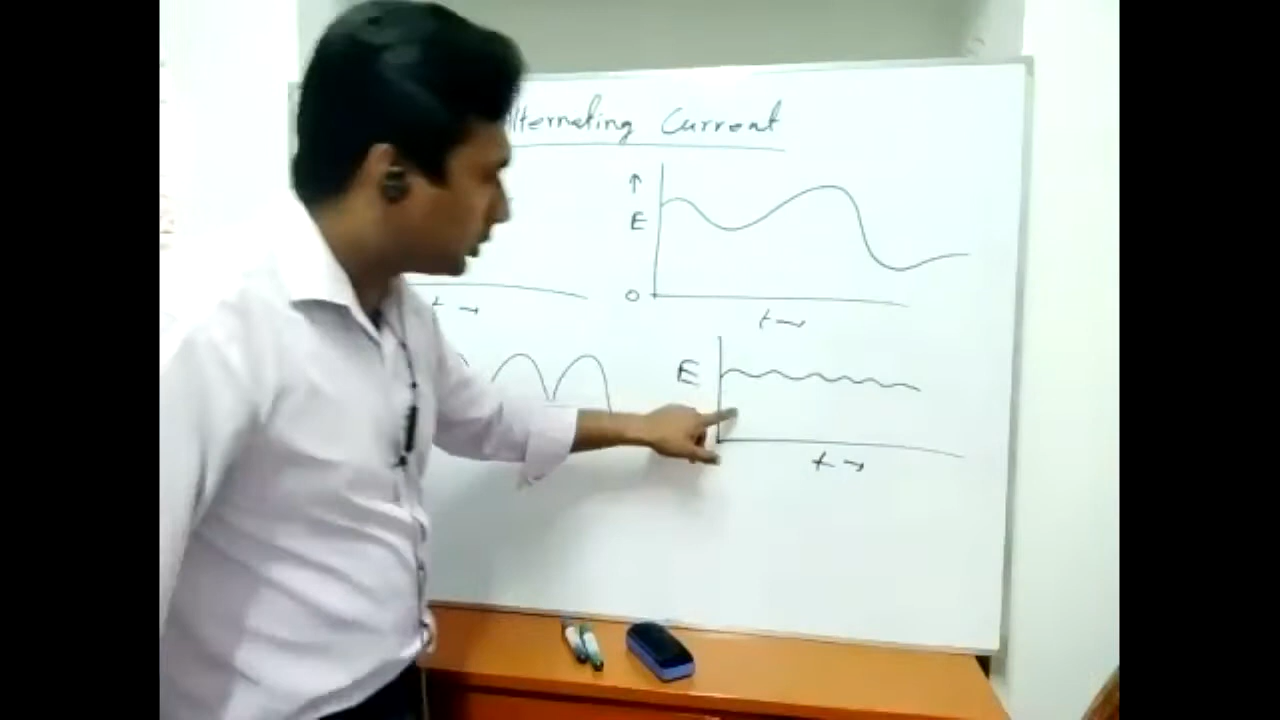 Alternating Current
↑
E
0
t →
t →
E
t →